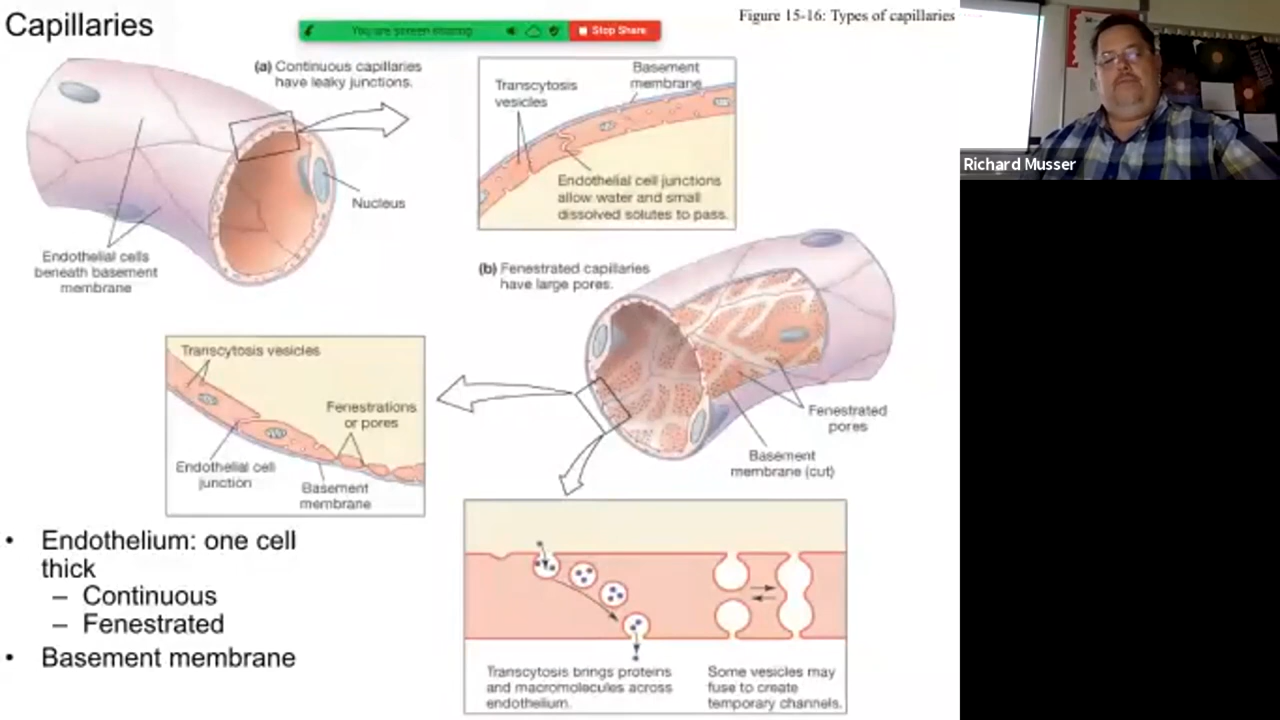 Capillaries
You are screen sharing
Stop Share
Figure 15-16: Types of capillaries
Richard Musser
(a) Continuous capillaries
have leaky junctions.
Nucleus
Endothelial cells
beneath basement
membrane
Transcytosis
vesicles
Basement
membrane
Endothelial cell junctions
allow water and small
dissolved solutes to pass.
(b) Fenestrated capillaries
have large pores.
Fenestrated
pores
Basement
membrane (cut)
Transcytosis vesicles
Fenestrations
or pores
Endothelial cell
junction
Basement
membrane
Transcytosis brings proteins
and macromolecules across
endothelium.
Some vesicles may
fuse to create
temporary channels.
• Endothelium: one cell
thick
– Continuous
– Fenestrated
• Basement membrane